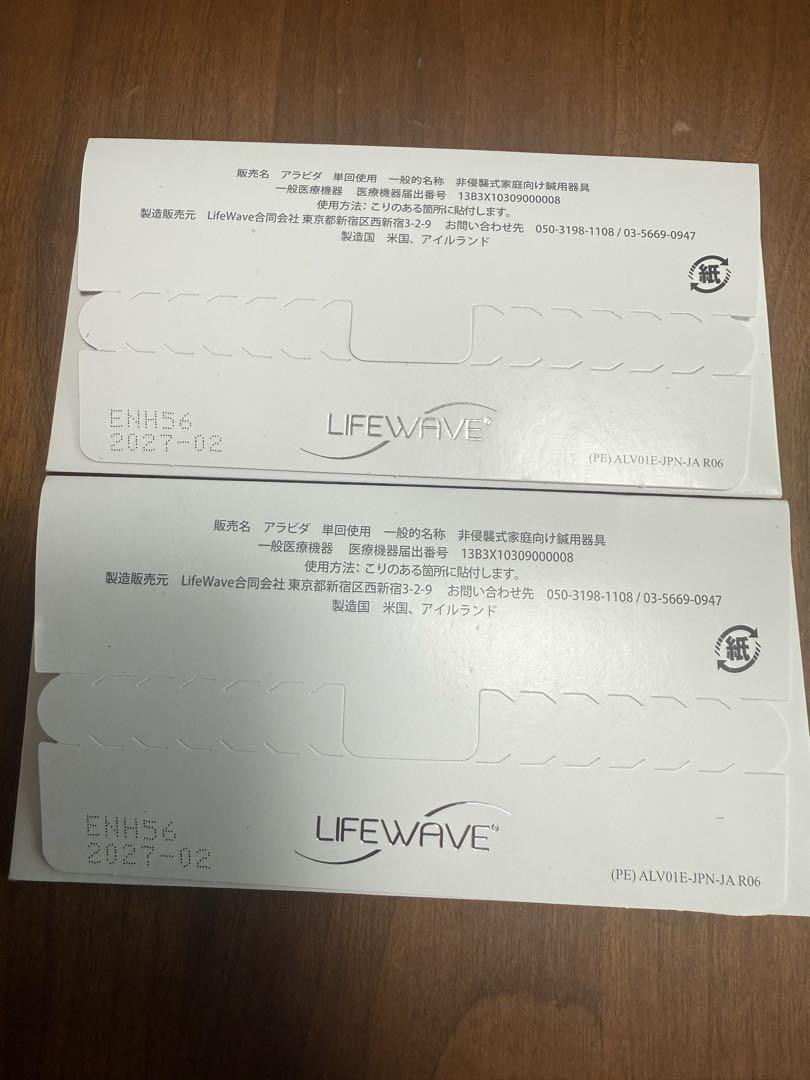 販売名 アラビダ 単回使用 一般的名称 非侵襲式家庭向け鍼用器具
一般医療機器 医療機器届出番号 13B3X10309000008
使用方法：こりのある箇所に貼付します。
製造販売元 LifeWave合同会社 東京都新宿区西新宿3-2-9 お問い合わせ先 050-3198-1108 / 03-5669-0947
製造国 米国、アイルランド
紙
ENH56
2027-02
LIFEWAVE®
(PE) ALV01E-JPN-JA R06
販売名 アラビダ 単回使用 一般的名称 非侵襲式家庭向け鍼用器具
一般医療機器 医療機器届出番号 13B3X10309000008
使用方法：こりのある箇所に貼付します。
製造販売元 LifeWave合同会社 東京都新宿区西新宿3-2-9 お問い合わせ先 050-3198-1108 / 03-5669-0947
製造国 米国、アイルランド
紙
ENH56
2027-02
LIFEWAVE®
(PE) ALV01E-JPN-JA R06